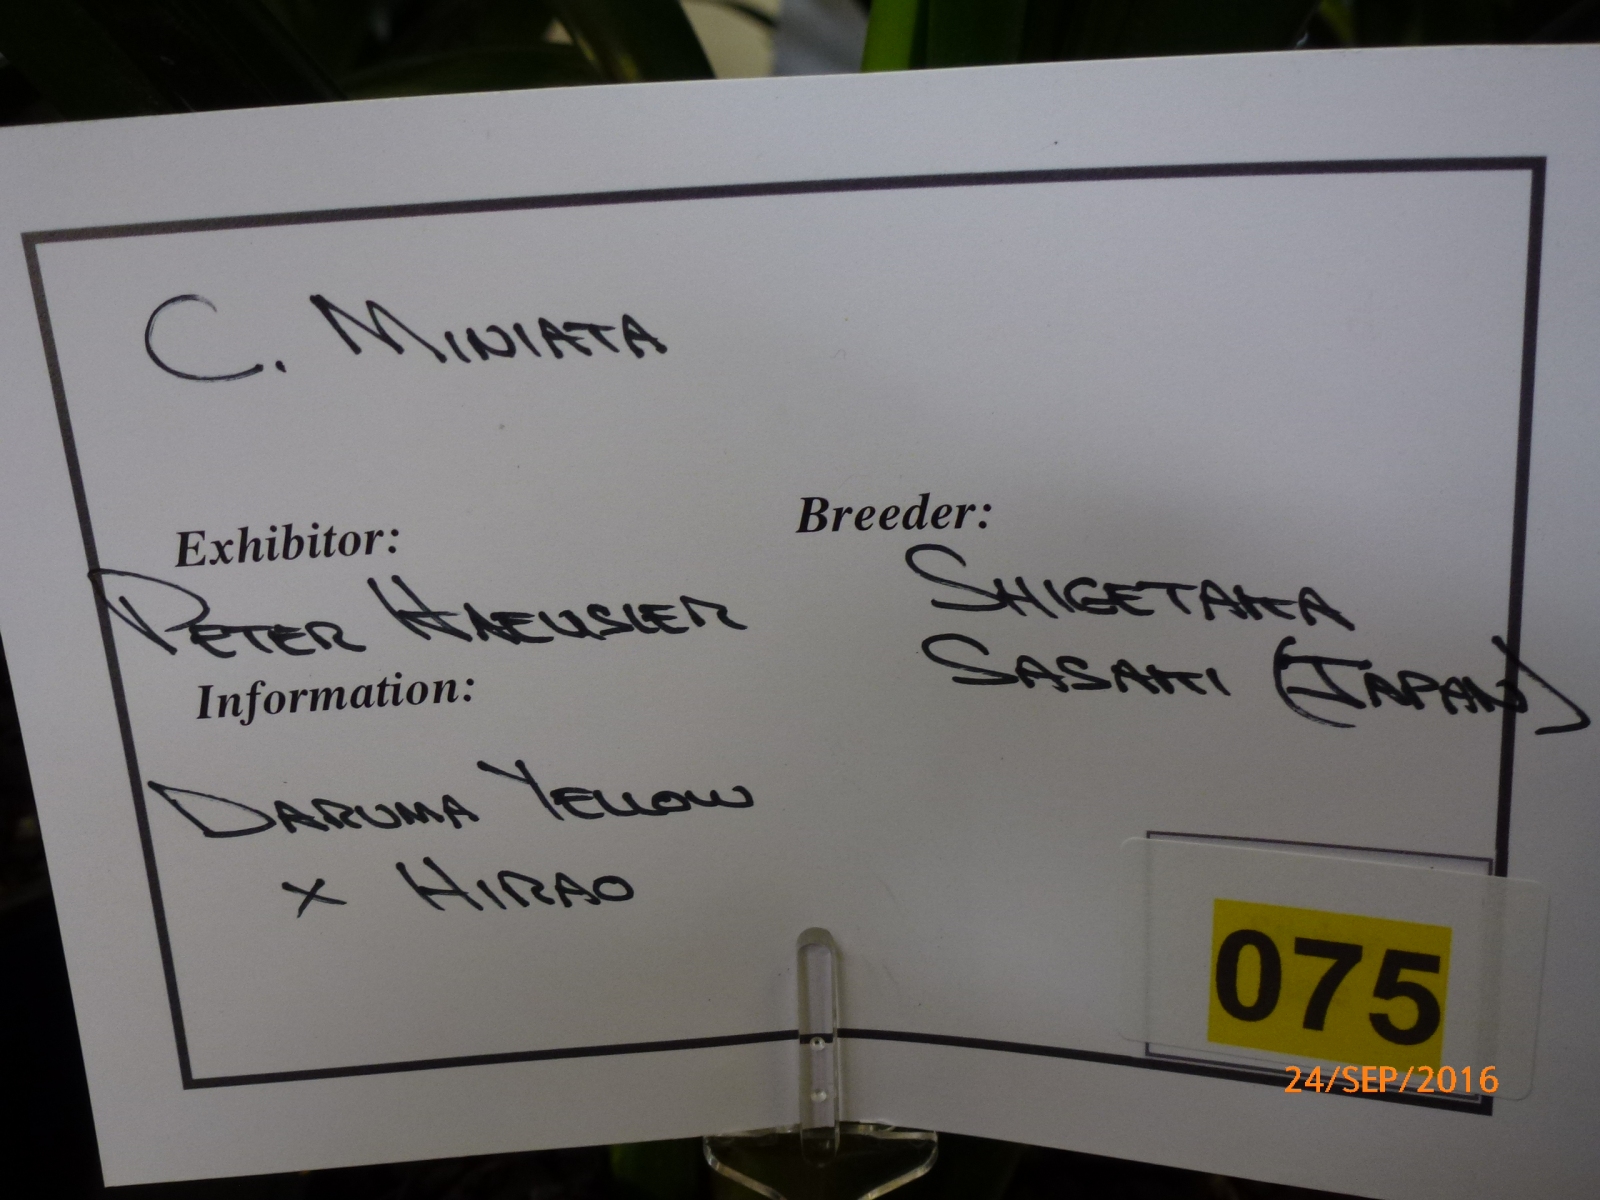 C. MINIATA
Exhibitor:
PETER HAEUSLER
Breeder:
SHIGETAKA
SASAKI (JAPAN)
Information:
DARUMA YELLOW
x HIRAO
075
24/SEP/2016